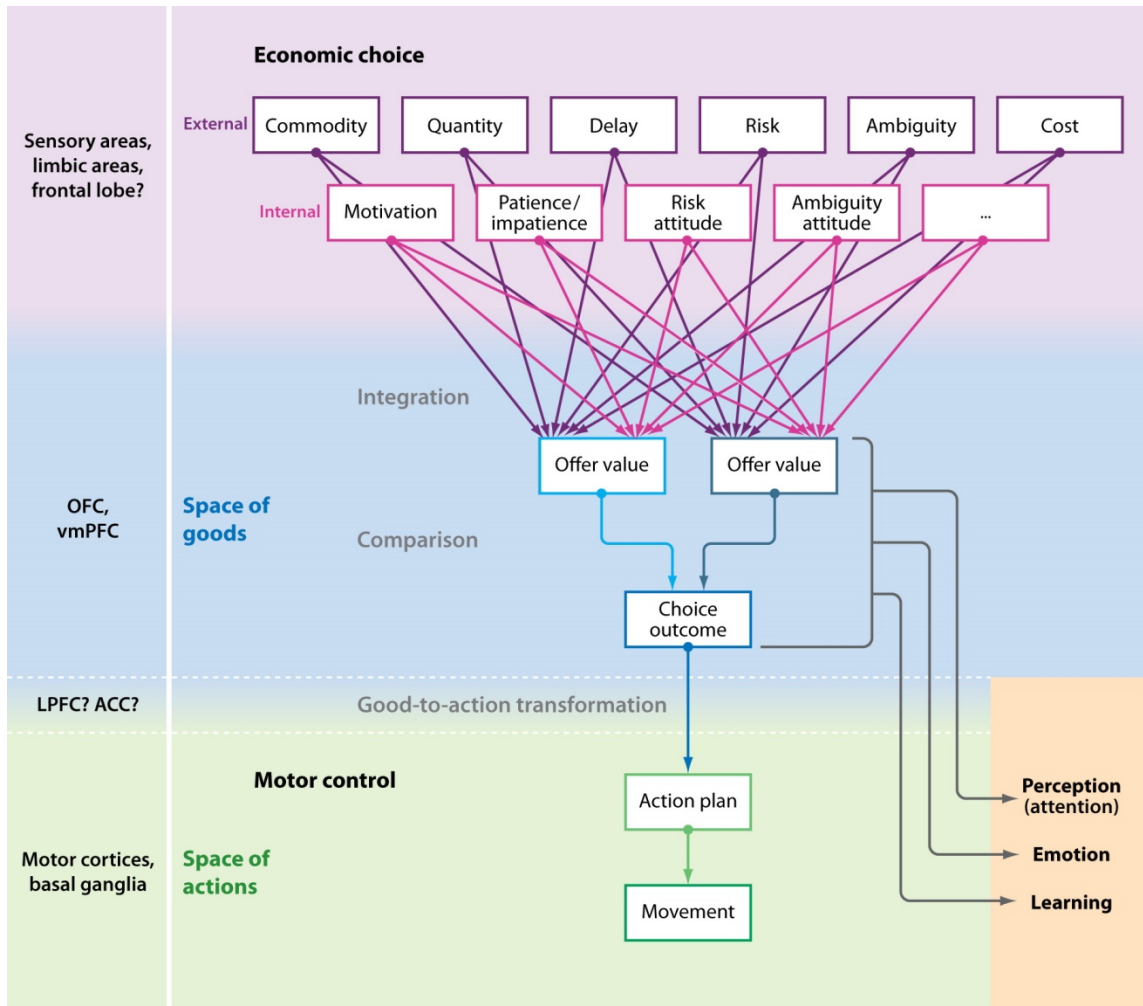 Economic choice
External
Commodity
Quantity
Delay
Risk
Ambiguity
Cost
Sensory areas,
limbic areas,
frontal lobe?
Internal
Motivation
Patience/
impatience
Risk
attitude
Ambiguity
attitude
...
Integration
Offer value
Offer value
OFC,
vmPFC
Space of
goods
Comparison
Choice
outcome
LPFC? ACC?
Good-to-action transformation
Motor control
Action plan
Perception
(attention)
Motor cortices,
basal ganglia
Space of
actions
Emotion
Movement
Learning